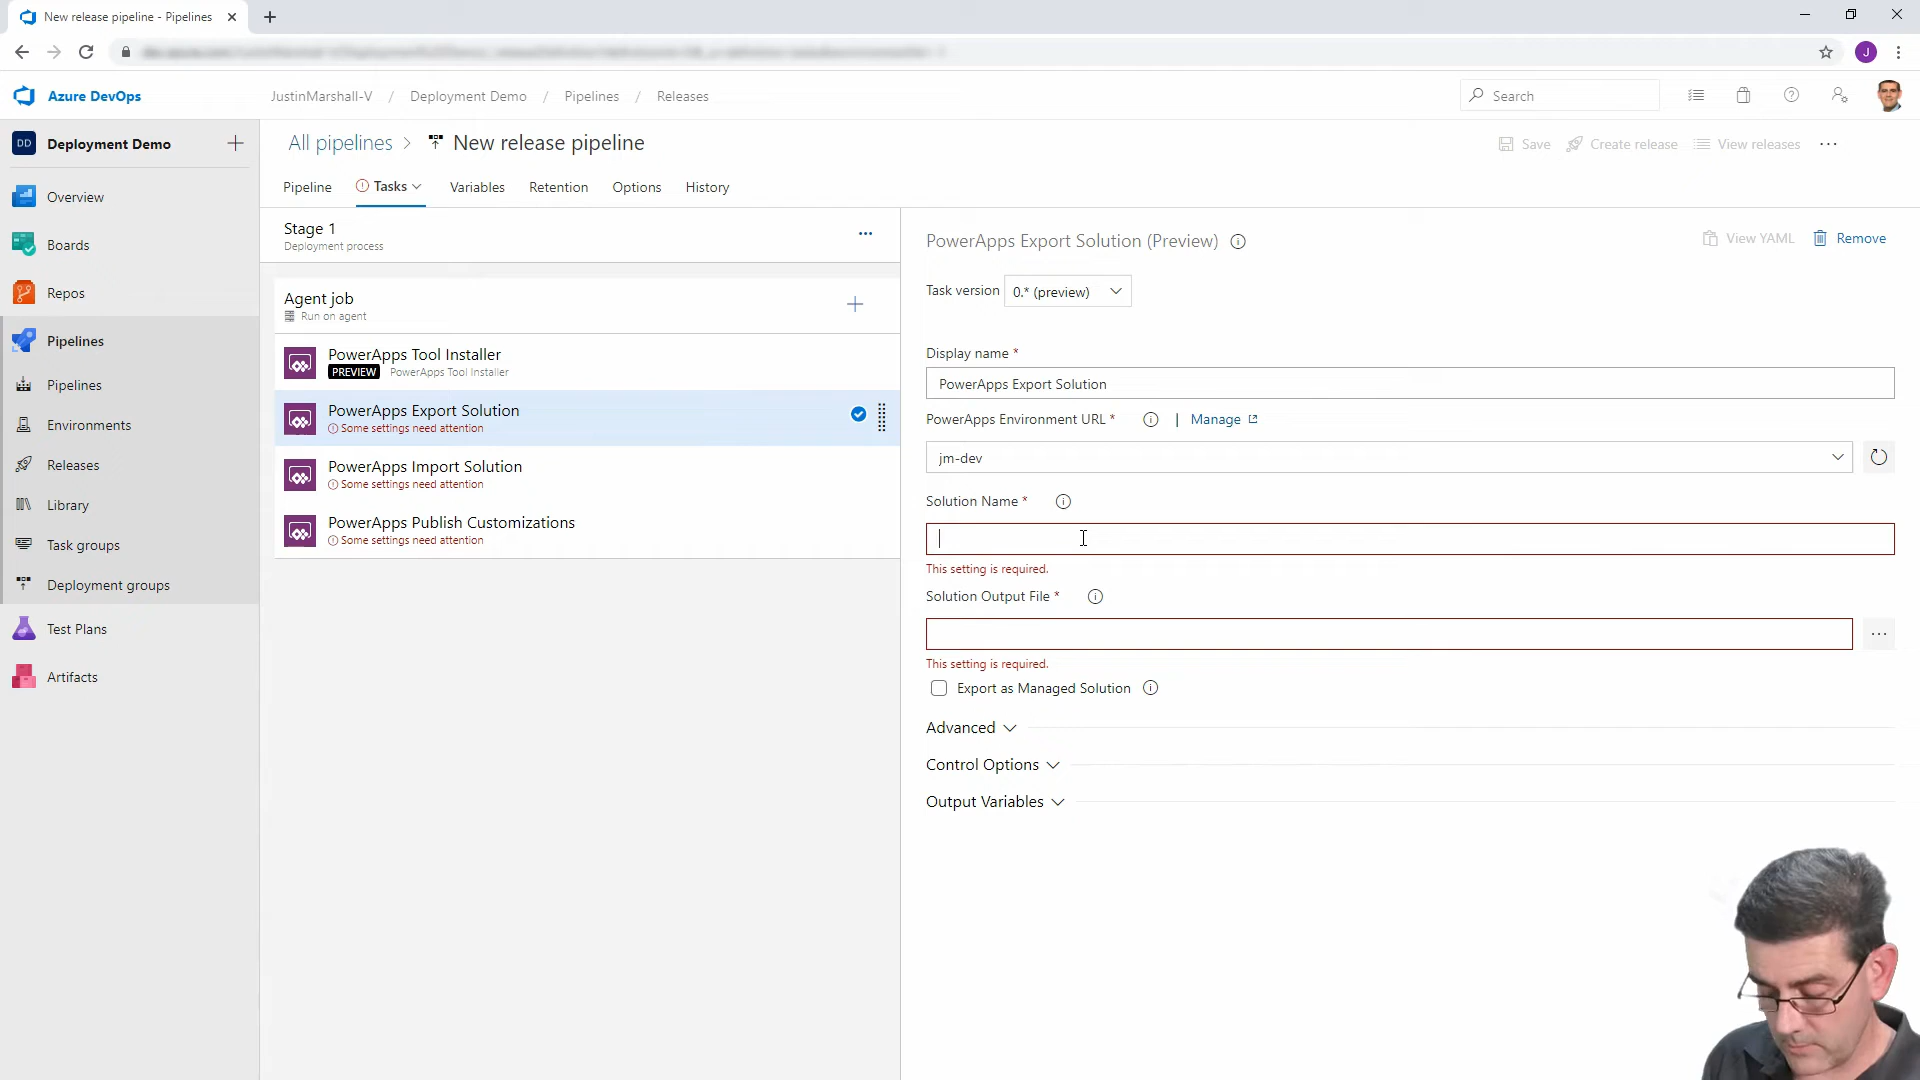 New release pipeline - Pipelines
J
Azure DevOps
JustinMarshall-V / Deployment Demo / Pipelines / Releases
Search
DD Deployment Demo
All pipelines > New release pipeline
Save Create release View releases
Overview
Boards
Repos
Pipelines
Pipelines
Environments
Releases
Library
Task groups
Deployment groups
Test Plans
Artifacts
Pipeline Tasks Variables Retention Options History
Stage 1
Deployment process
Agent job
Run on agent
PowerApps Tool Installer
PREVIEW PowerApps Tool Installer
PowerApps Export Solution
Some settings need attention
PowerApps Import Solution
Some settings need attention
PowerApps Publish Customizations
Some settings need attention
PowerApps Export Solution (Preview)
View YAML Remove
Task version 0.* (preview)
Display name *
PowerApps Export Solution
PowerApps Environment URL * | Manage
jm-dev
Solution Name *
This setting is required.
Solution Output File *
This setting is required.
Export as Managed Solution
Advanced
Control Options
Output Variables